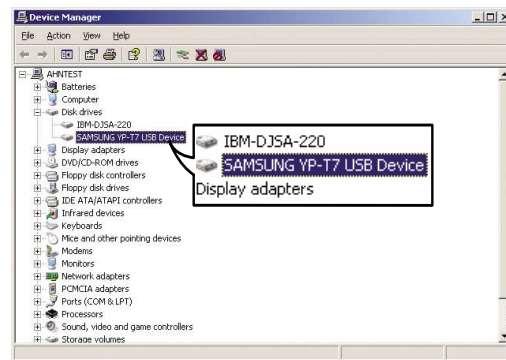 Device Manager
File Action View Help
AHNTEST
Batteries
Computer
Disk drives
IBM-DJSA-220
SAMSUNG YP-T7 USB Device
Display adapters
DVD/CD-ROM drives
Floppy disk controllers
Floppy disk drives
IDE ATA/ATAPI controllers
Infrared devices
Keyboards
Mice and other pointing devices
Modems
Monitors
Network adapters
PCMCIA adapters
Ports (COM & LPT)
Processors
Sound, video and game controllers
Storage volumes
IBM-DJSA-220
SAMSUNG YP-T7 USB Device
Display adapters